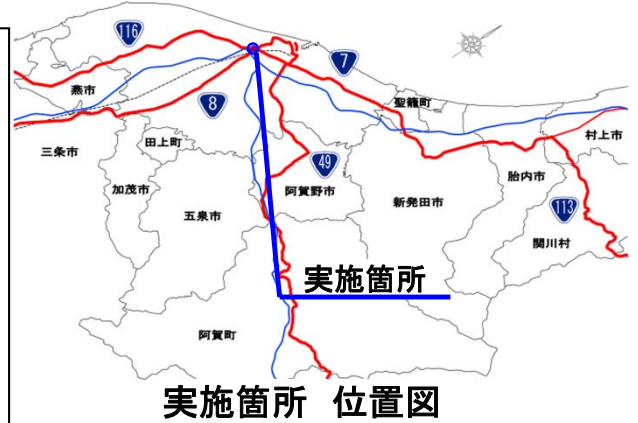 116
7
燕市
8
聖籠町
三条市
田上町
村上市
49
加茂市
阿賀野市
胎内市
五泉市
新発田市
113
関川村
実施箇所
阿賀町
実施箇所 位置図